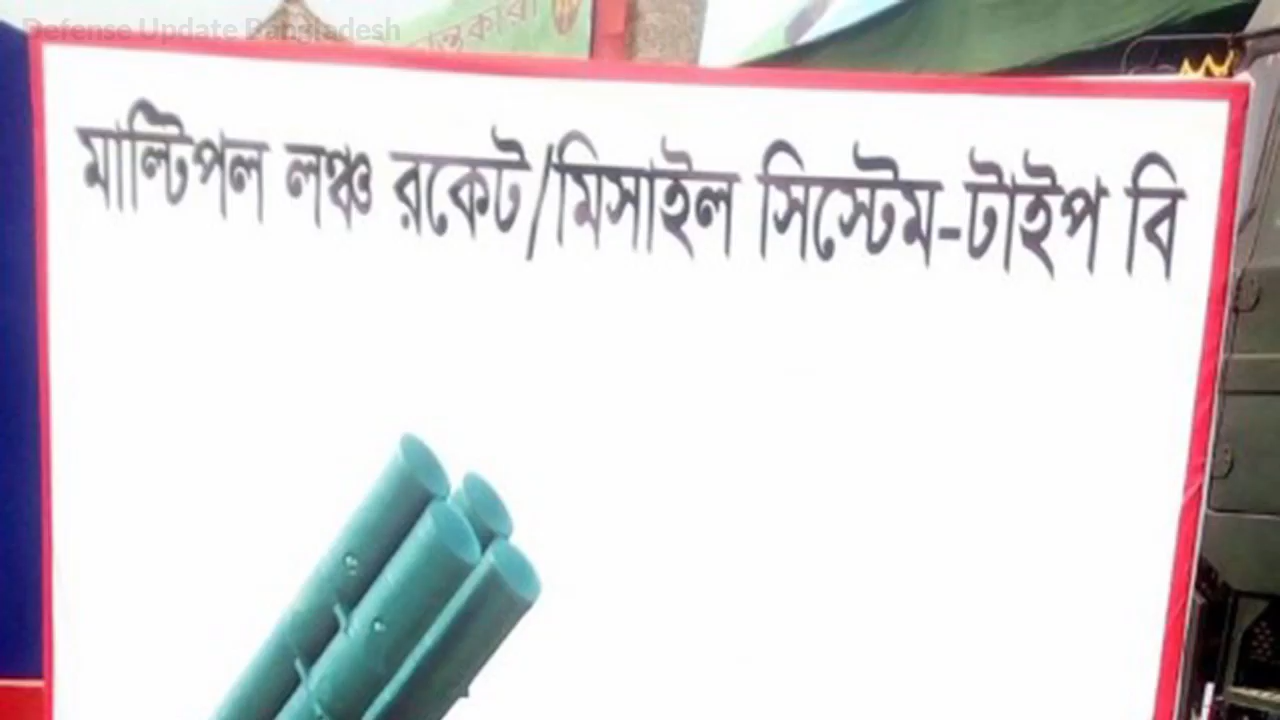 Defense Update Bangladesh
মাল্টিপল লঞ্চ রকেট/মিসাইল সিস্টেম-টাইপ বি